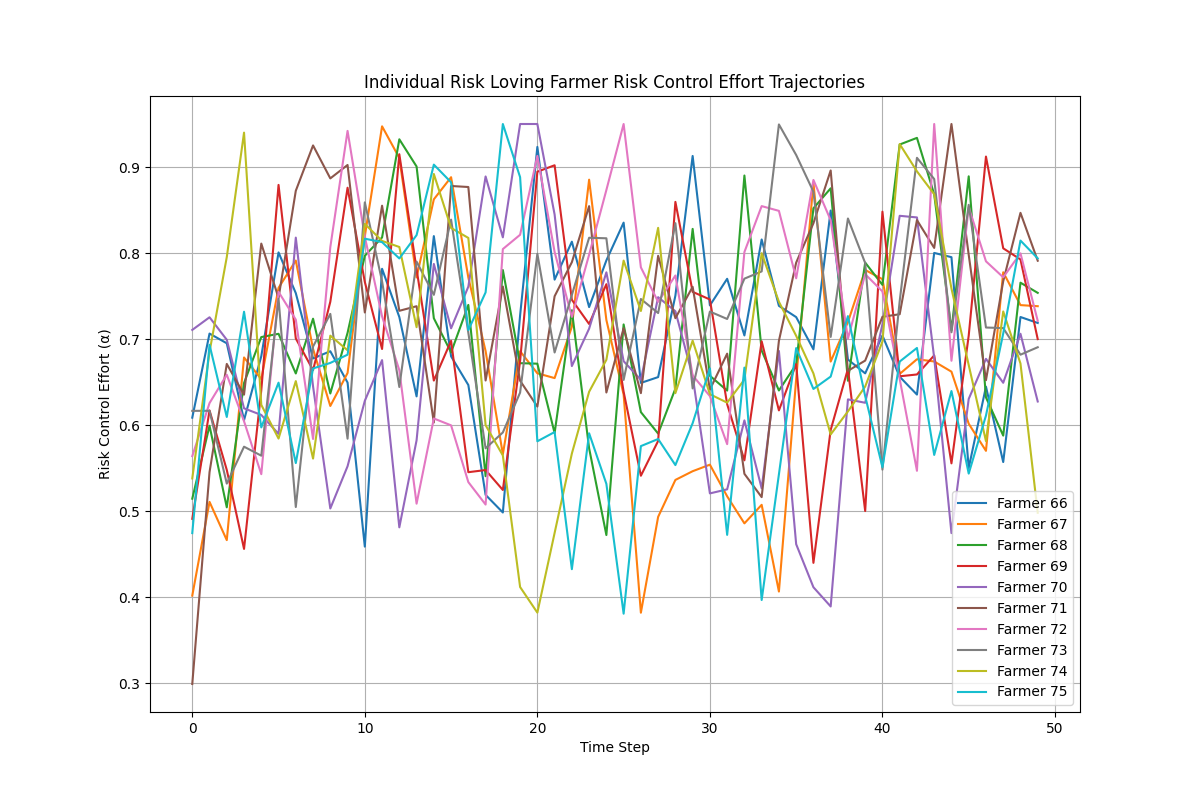 Individual Risk Loving Farmer Risk Control Effort Trajectories
Risk Control Effort (α)
0.9
0.8
0.7
0.6
0.5
0.4
0.3
0 10 20 30 40 50
Time Step
Farmer 66
Farmer 67
Farmer 68
Farmer 69
Farmer 70
Farmer 71
Farmer 72
Farmer 73
Farmer 74
Farmer 75